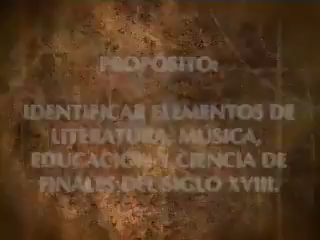 PROPÓSITO:
IDENTIFICAR ELEMENTOS DE
LITERATURA, MÚSICA,
EDUCACIÓN Y CIENCIA DE
FINALES DEL SIGLO XVIII.